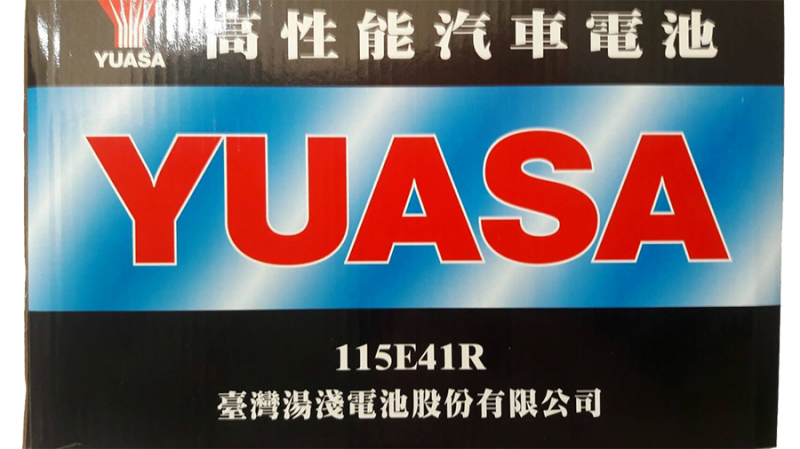 YUASA
高性能汽車電池
YUASA
115E41R
臺灣湯淺電池股份有限公司